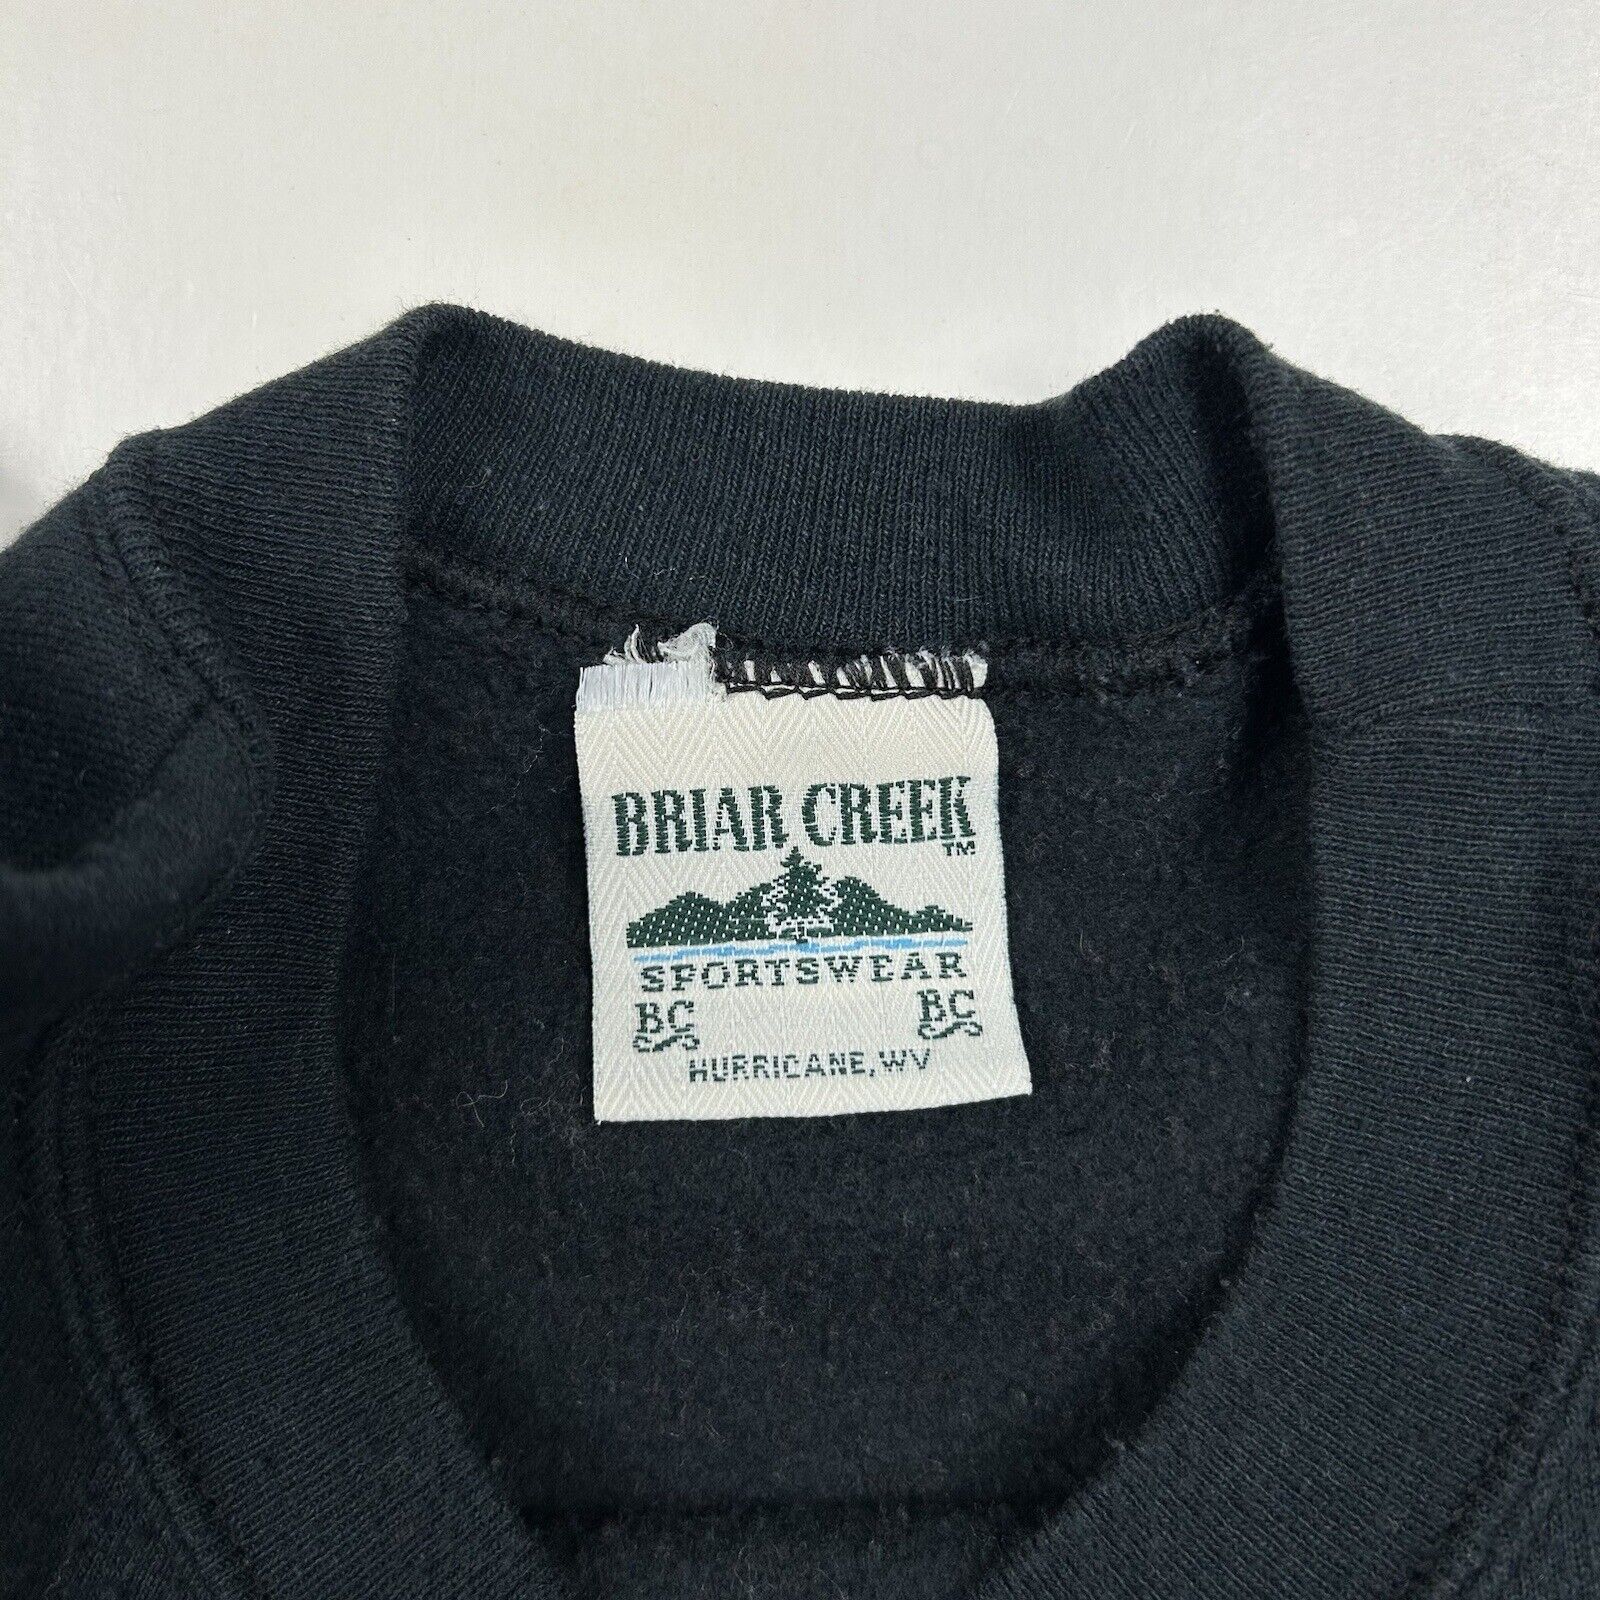 BRIAR CREEK
TM
SPORTSWEAR
BC BC
HURRICANE, WV